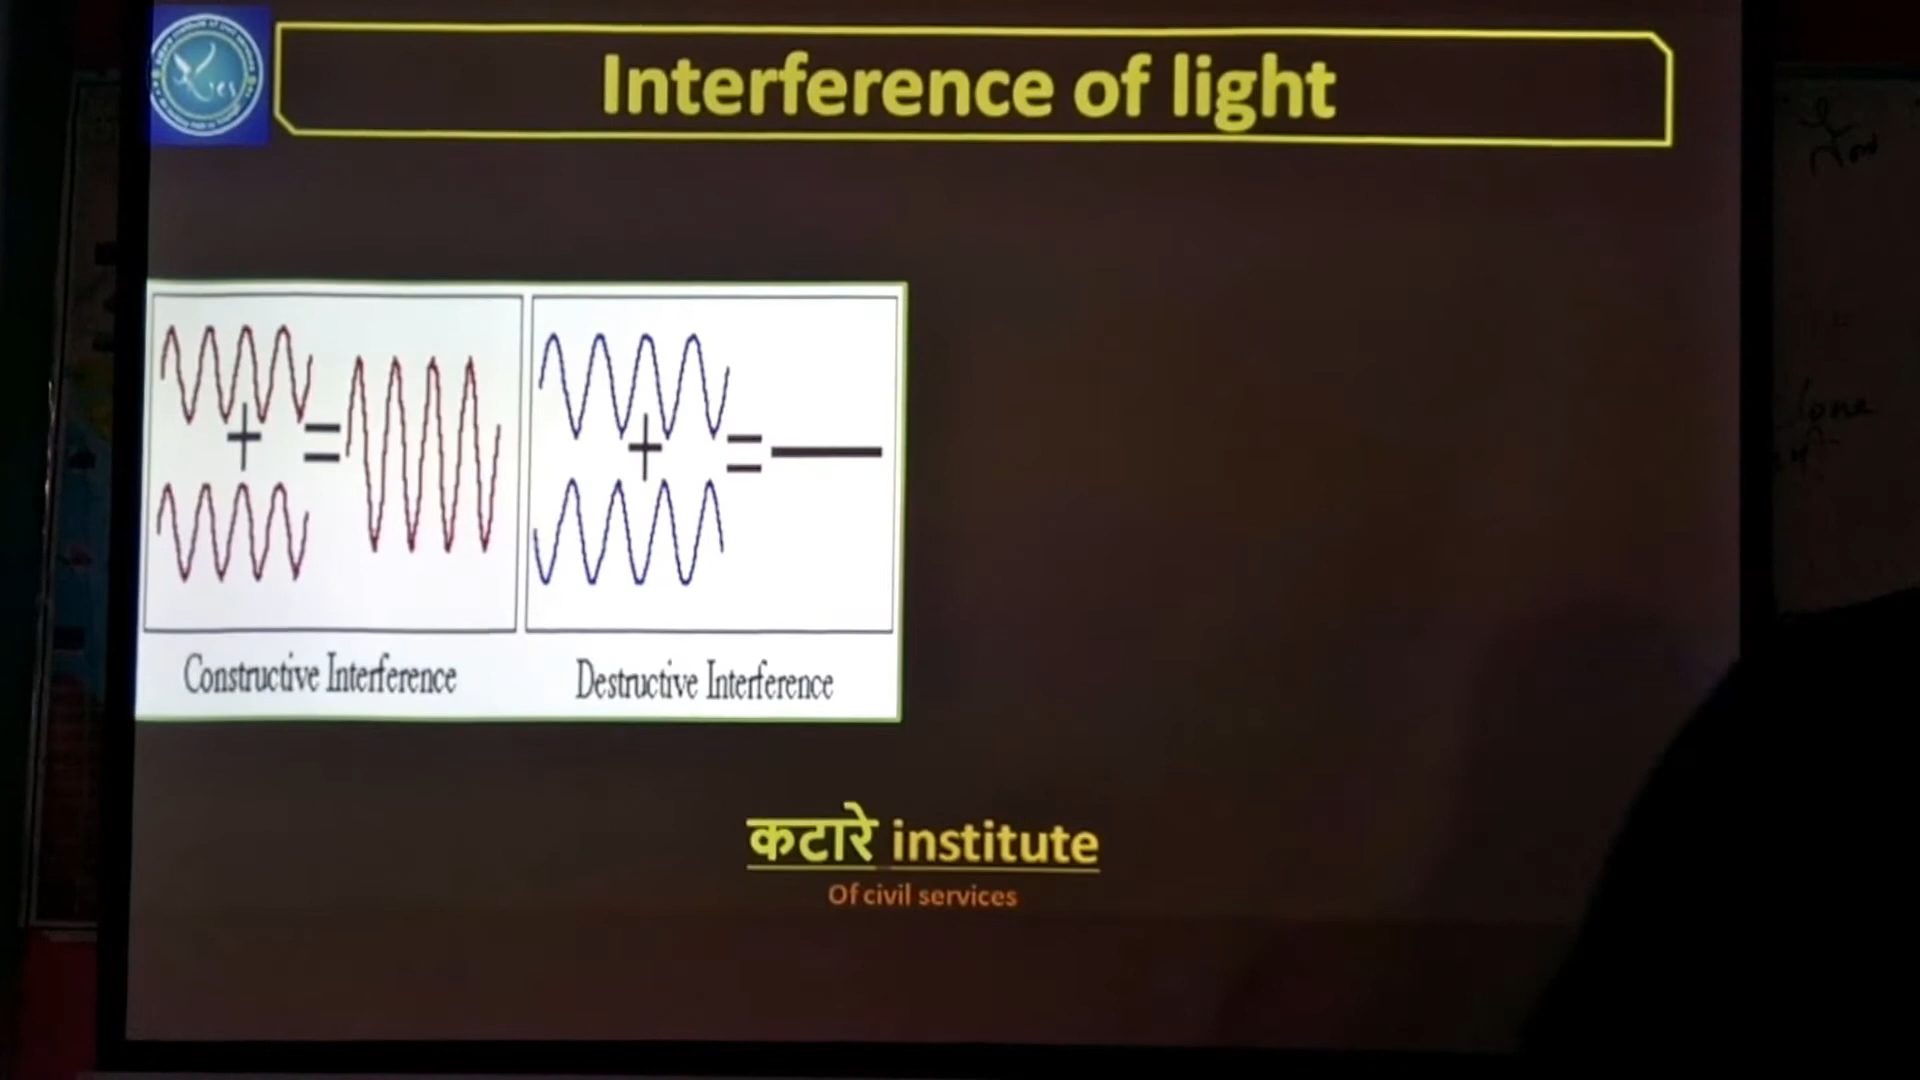 Interference of light
Constructive Interference
Destructive Interference
कटारे institute
Of civil services